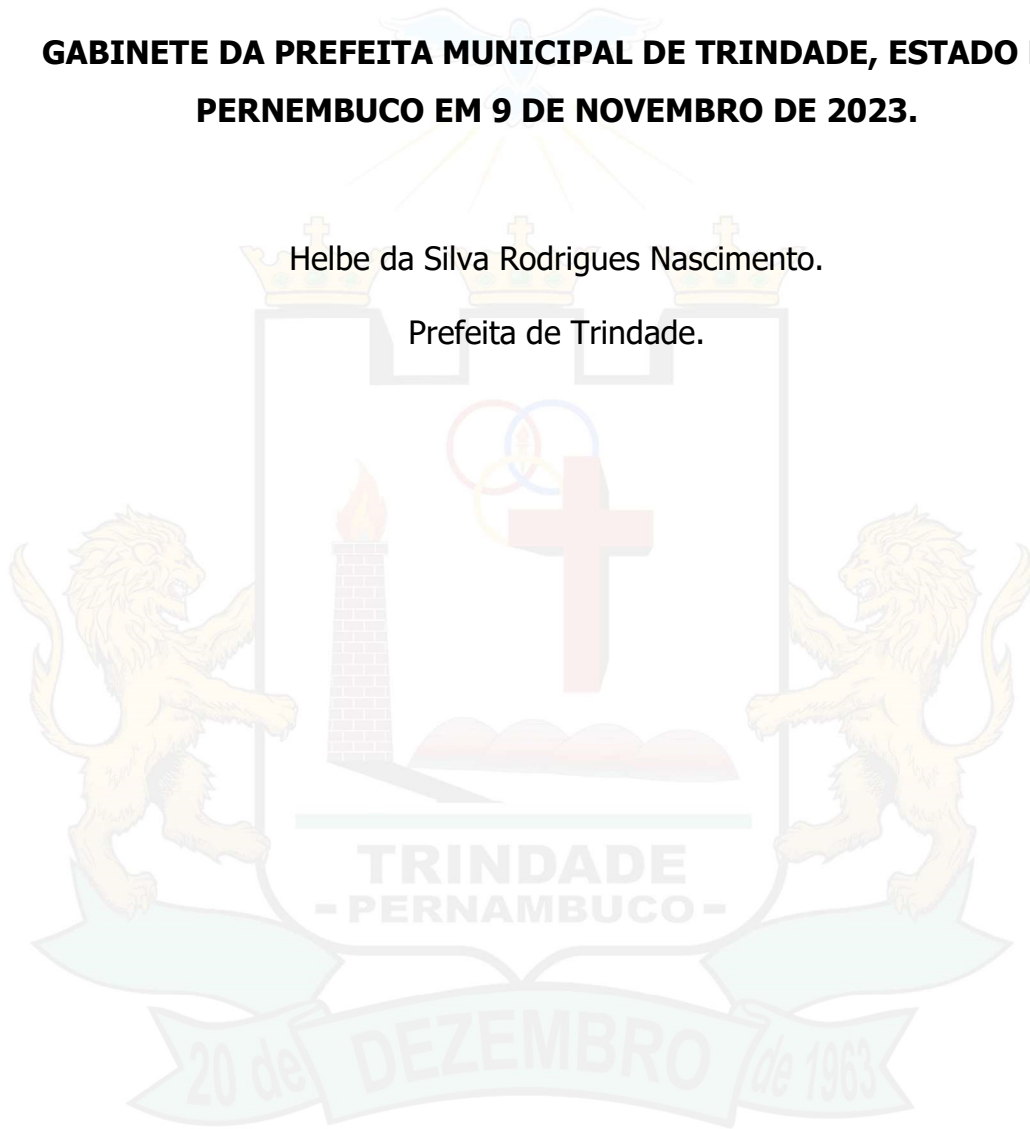 GABINETE DA PREFEITA MUNICIPAL DE TRINDADE, ESTADO
PERNEMBUCO EM 9 DE NOVEMBRO DE 2023.
Helbe da Silva Rodrigues Nascimento.
Prefeita de Trindade.
TRINDADE
- PERNAMBUCO -
20 de DEZEMBRO de 1963